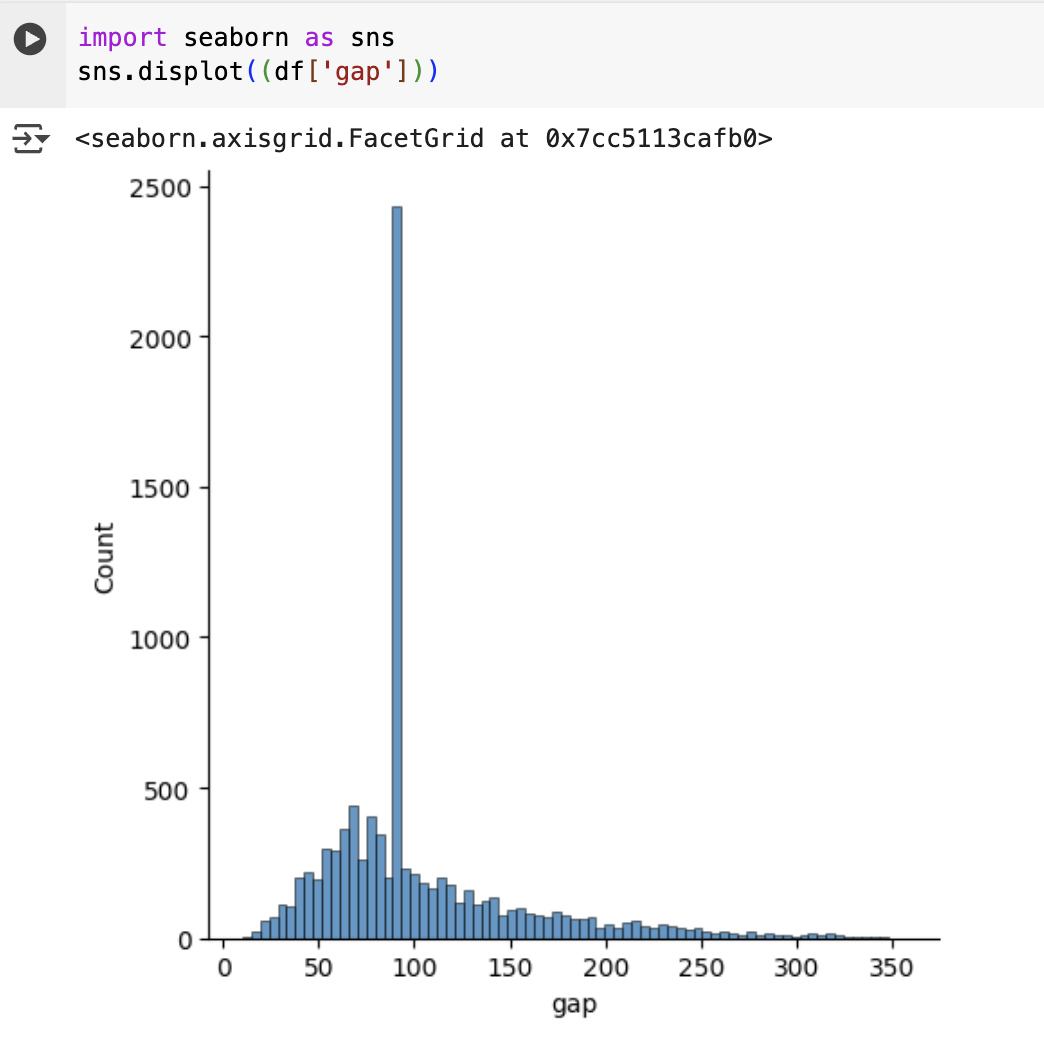 import seaborn as sns
sns.displot((df['gap']))
<seaborn.axisgrid.FacetGrid at 0x7cc5113cafb0>
2500
2000
1500
1000
500
0
Count
0 50 100 150 200 250 300 350
gap